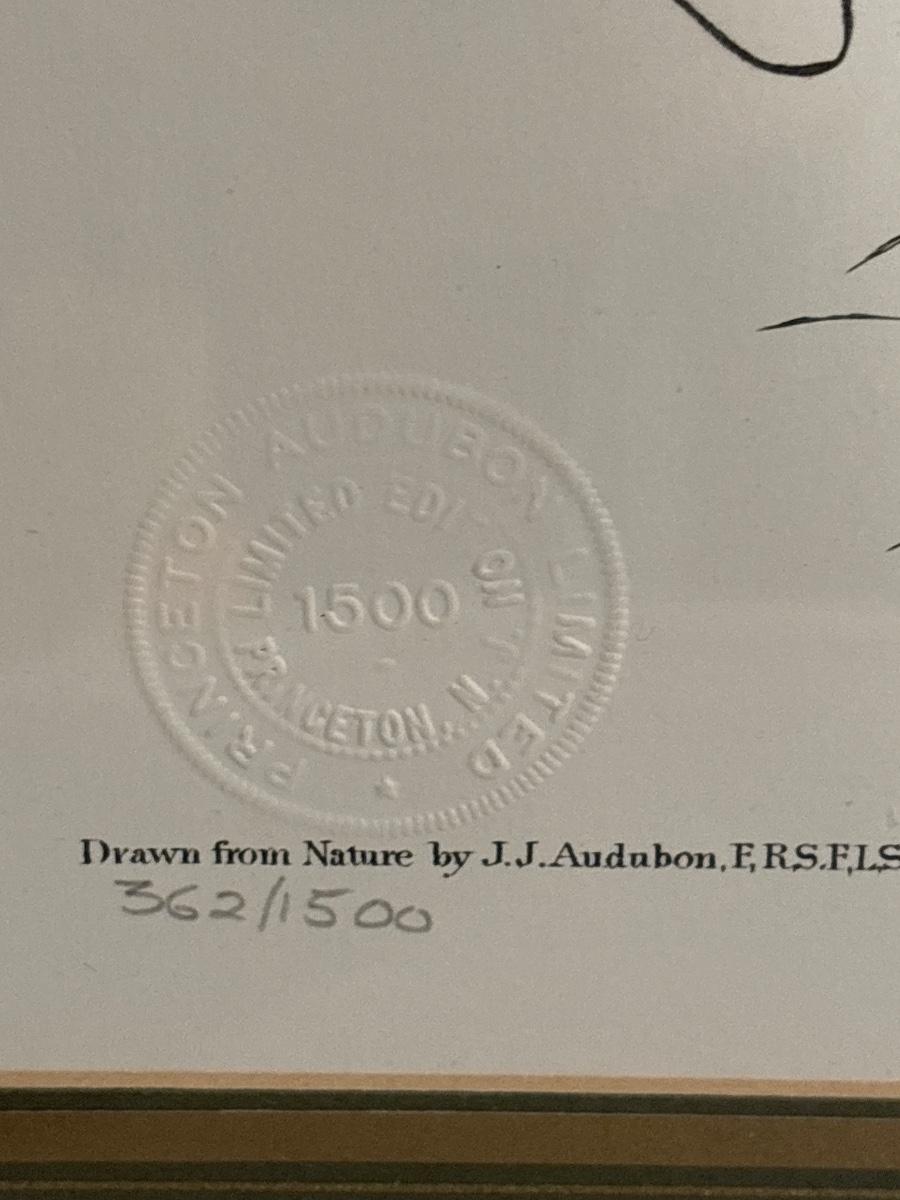 PRINCETON AUDUBON LIMITED
LIMITED EDITION
1500
PRINCETON, N.J.
Drawn from Nature by J.J.Audubon,F,R.S.F,L.S
362/1500